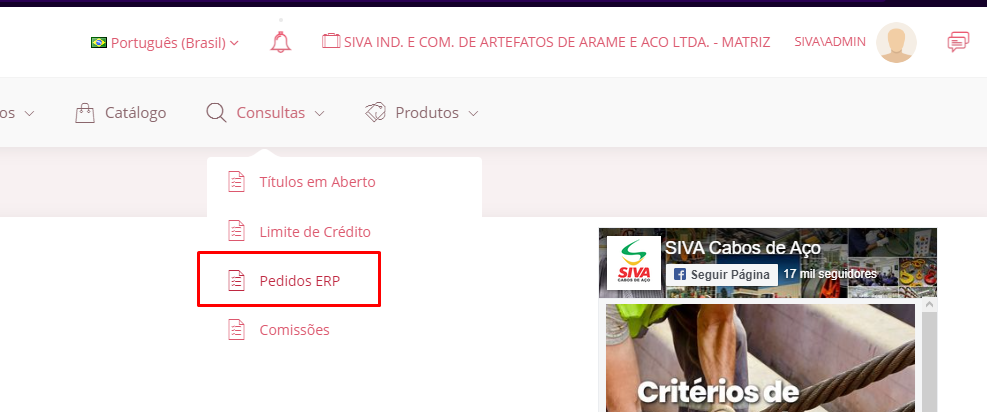 Português (Brasil)
SIVA IND. E COM. DE ARTEFATOS DE ARAME E ACO LTDA. - MATRIZ
SIVA\ADMIN
os
Catálogo
Consultas
Produtos
Títulos em Aberto
Limite de Crédito
Pedidos ERP
Comissões
SIVA Cabos de Aço
SIVA
CABOS DE AÇO
Seguir Página
17 mil seguidores
Critérios de